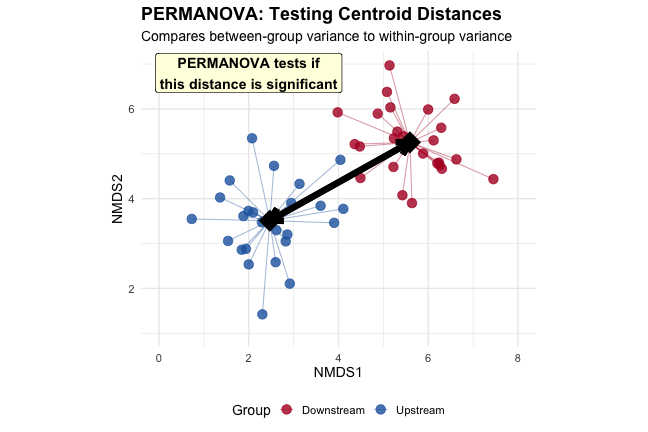 PERMANOVA: Testing Centroid Distances
Compares between-group variance to within-group variance
PERMANOVA tests if
this distance is significant
6
4
2
NMDS2
0
2
4
6
8
NMDS1
Group
Downstream
Upstream